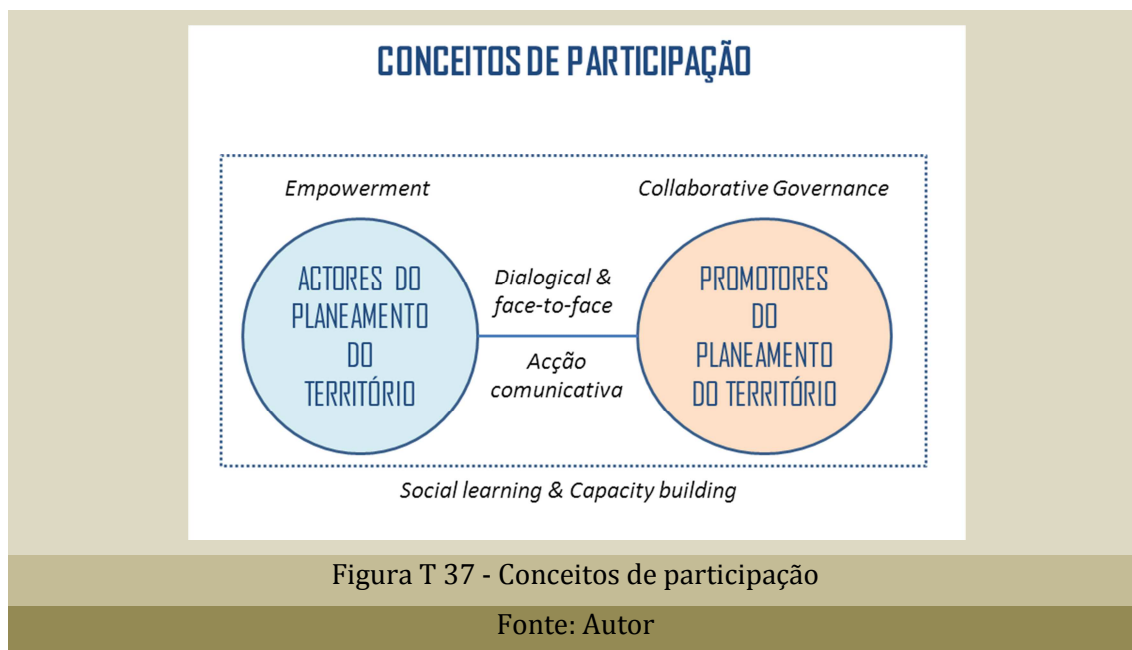 CONCEITOS DE PARTICIPAÇÃO
Empowerment
Collaborative Governance
ACTORES DO
PLANEAMENTO
DO
TERRITÓRIO
Dialogical &
face-to-face
Acção
comunicativa
PROMOTORES
DO
PLANEAMENTO
DO TERRITÓRIO
Social learning & Capacity building
Figura T 37 - Conceitos de participação
Fonte: Autor